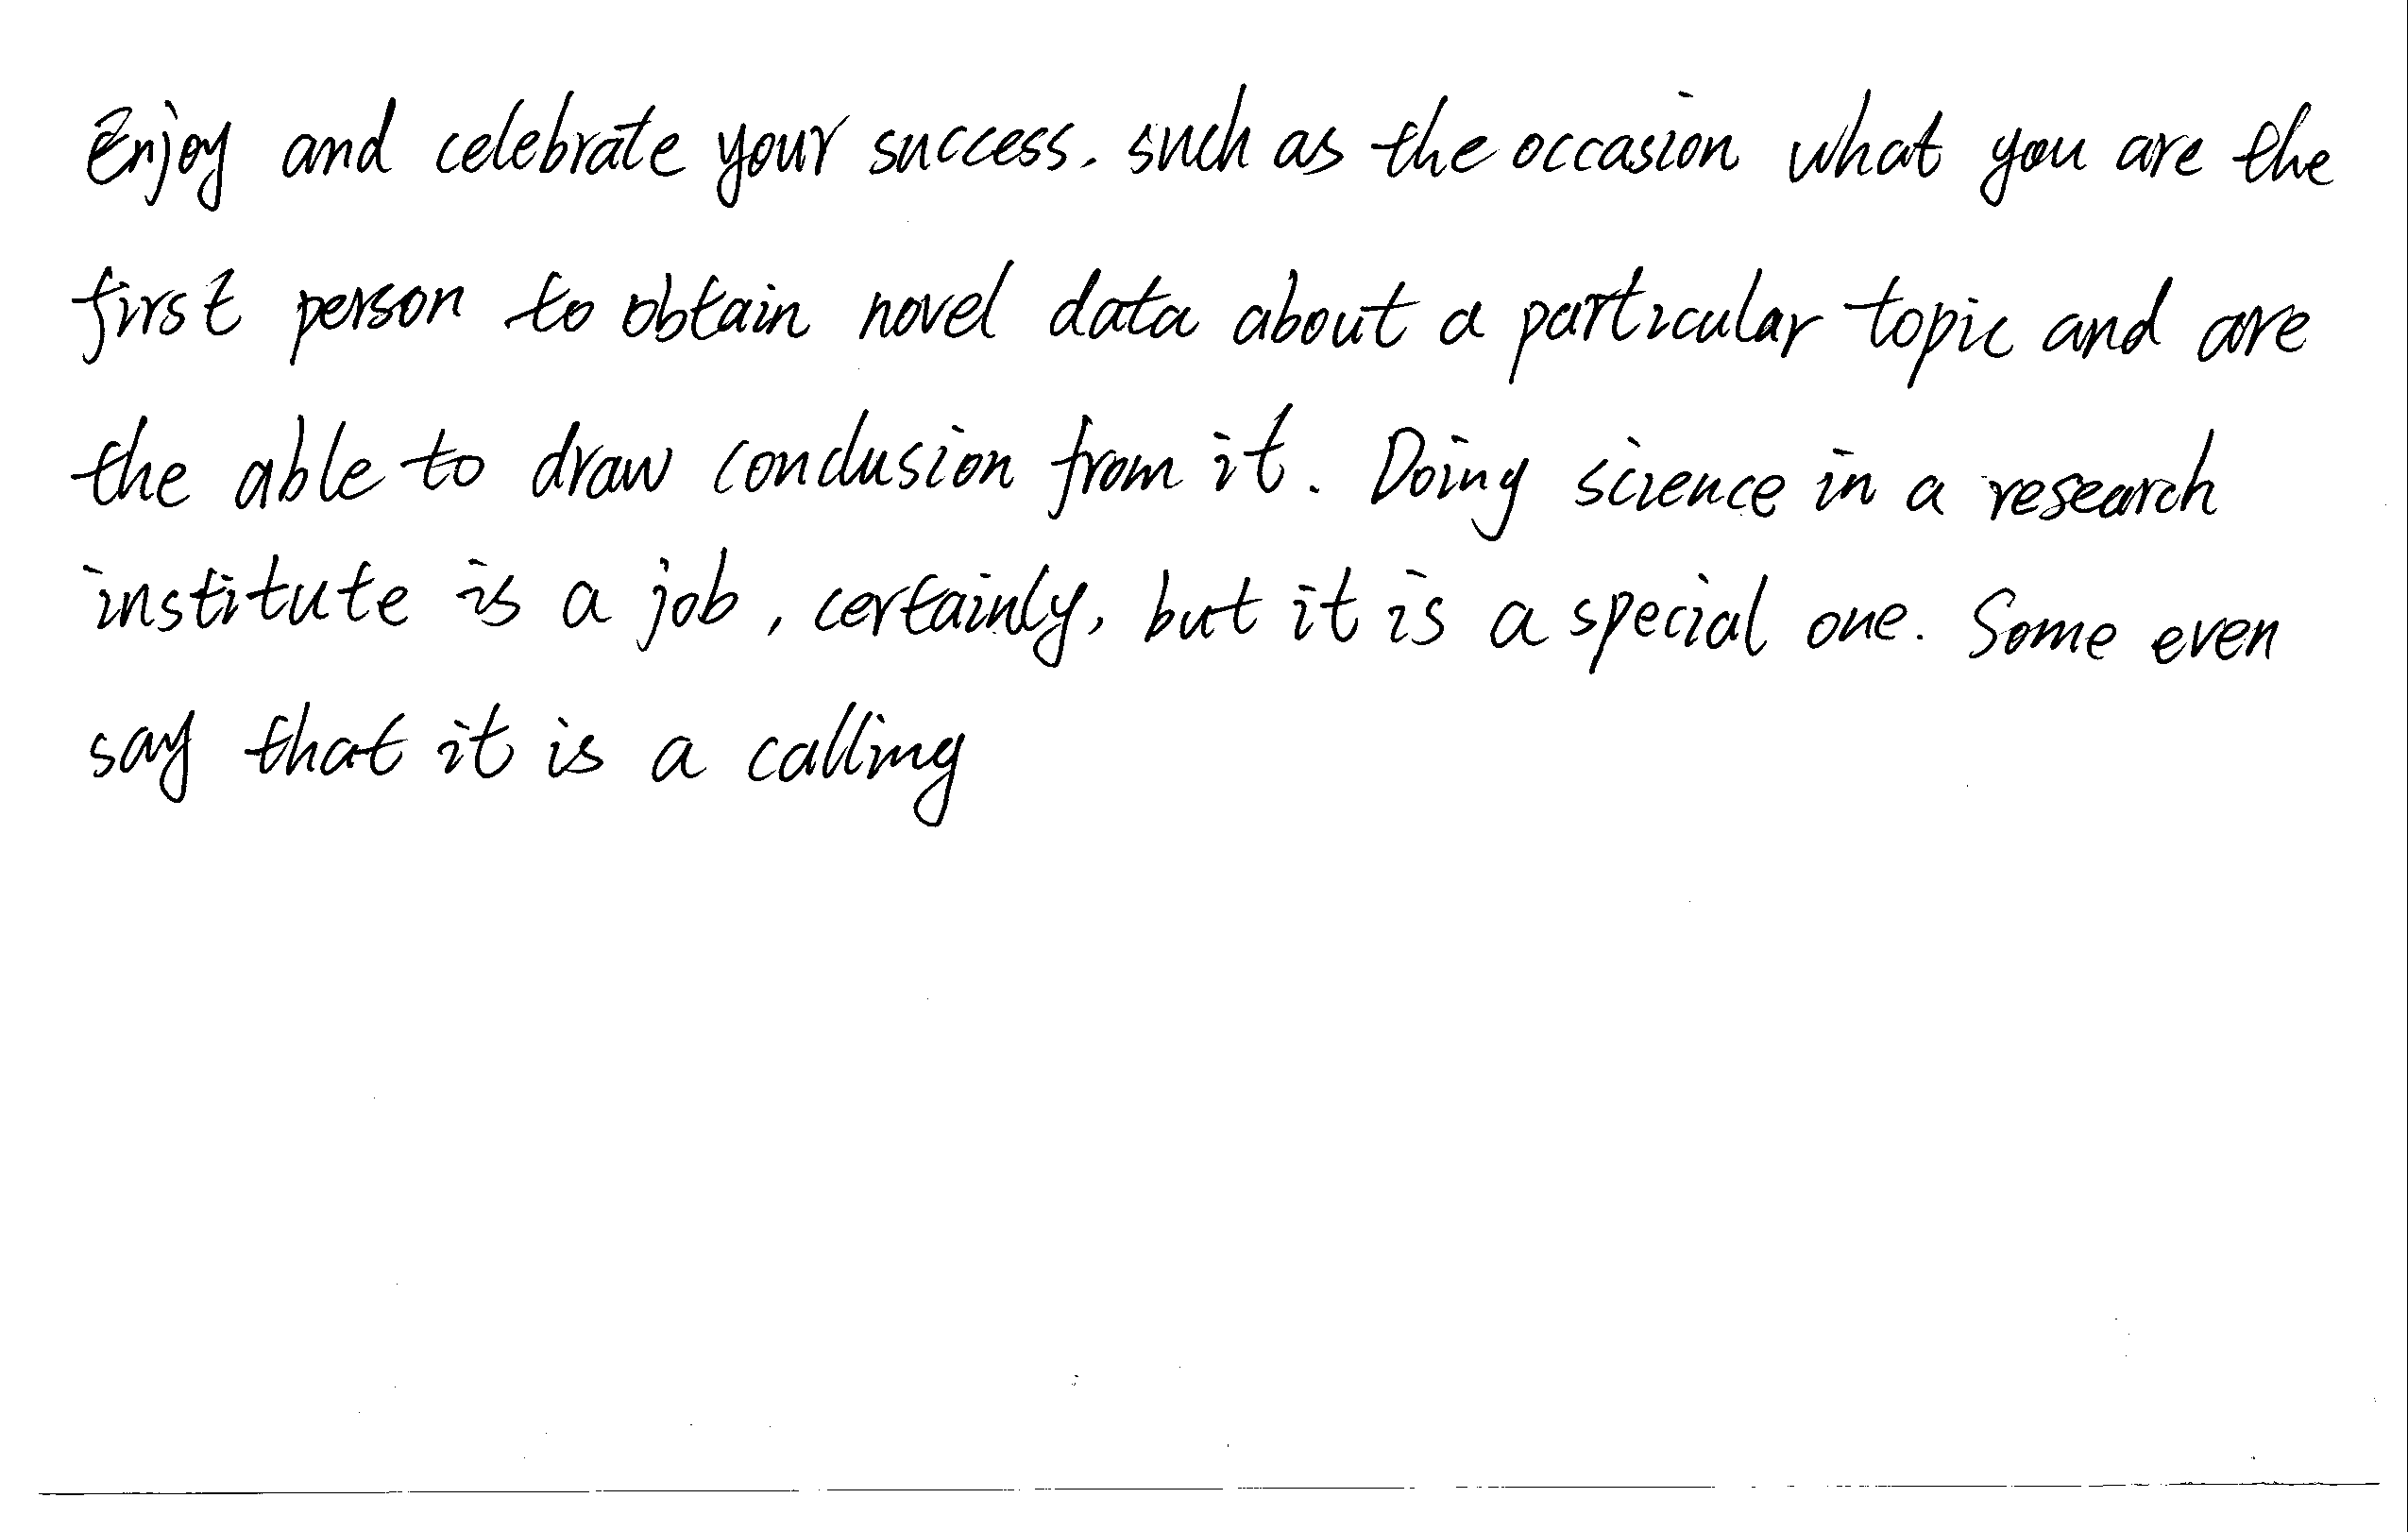 Enjoy and celebrate your success, such as the occasion what you are the
first person to obtain novel data about a particular topic and are
the able to draw conclusion from it. Doing science in a research
institute is a job, certainly, but it is a special one. Some even
say that it is a calling